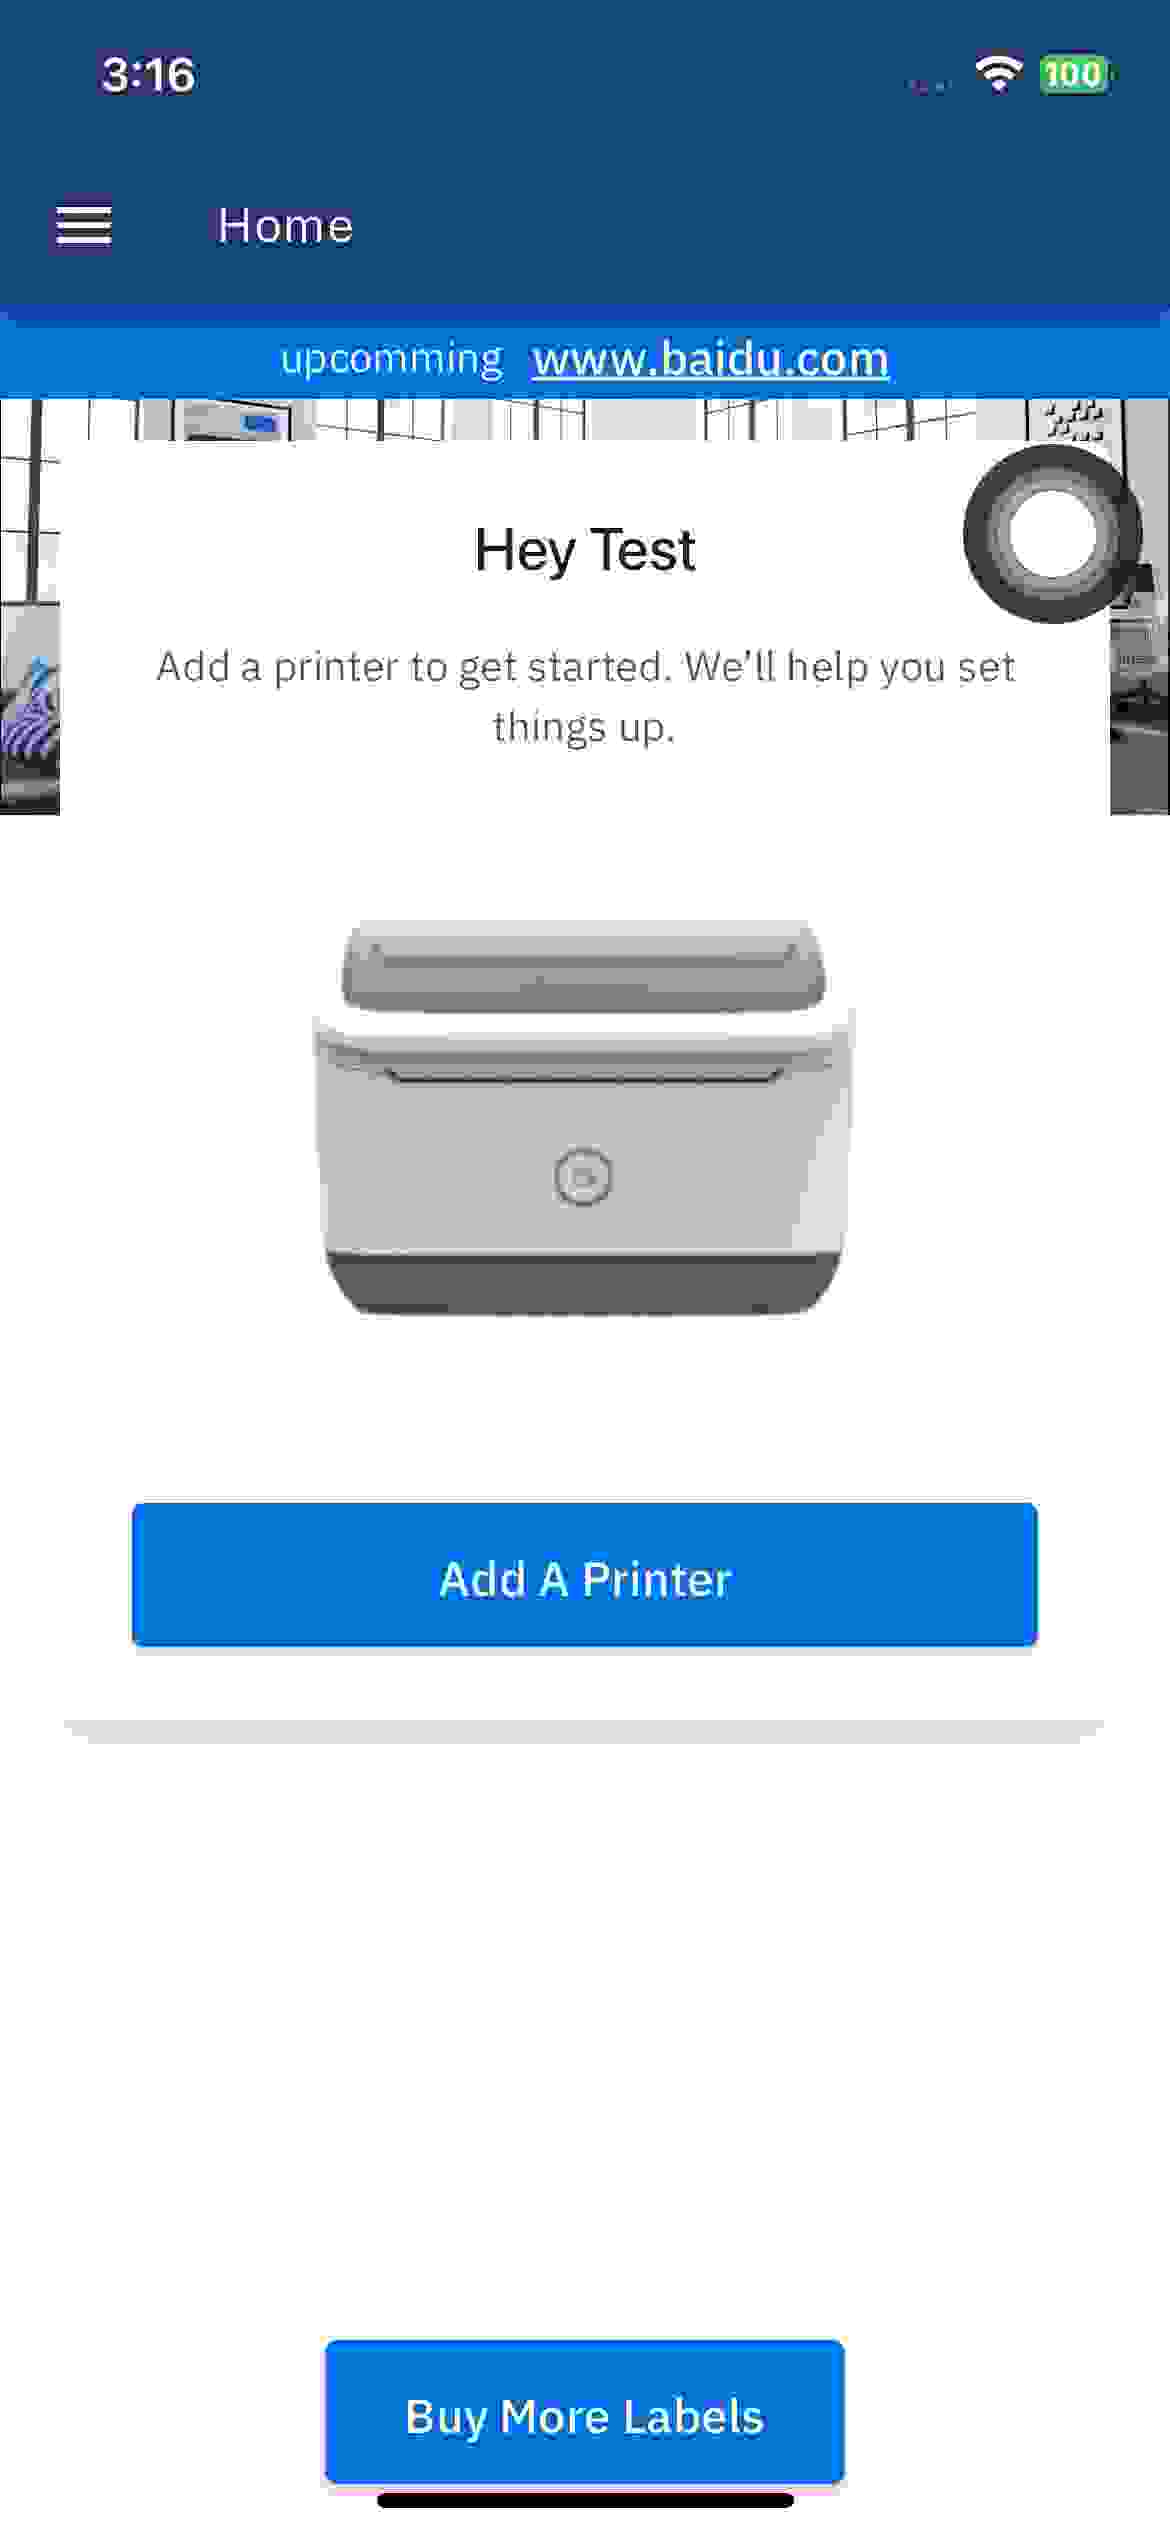 3:16
100
Home
upcomming www.baidu.com
Hey Test
Add a printer to get started. We'll help you set
things up.
Add A Printer
Buy More Labels